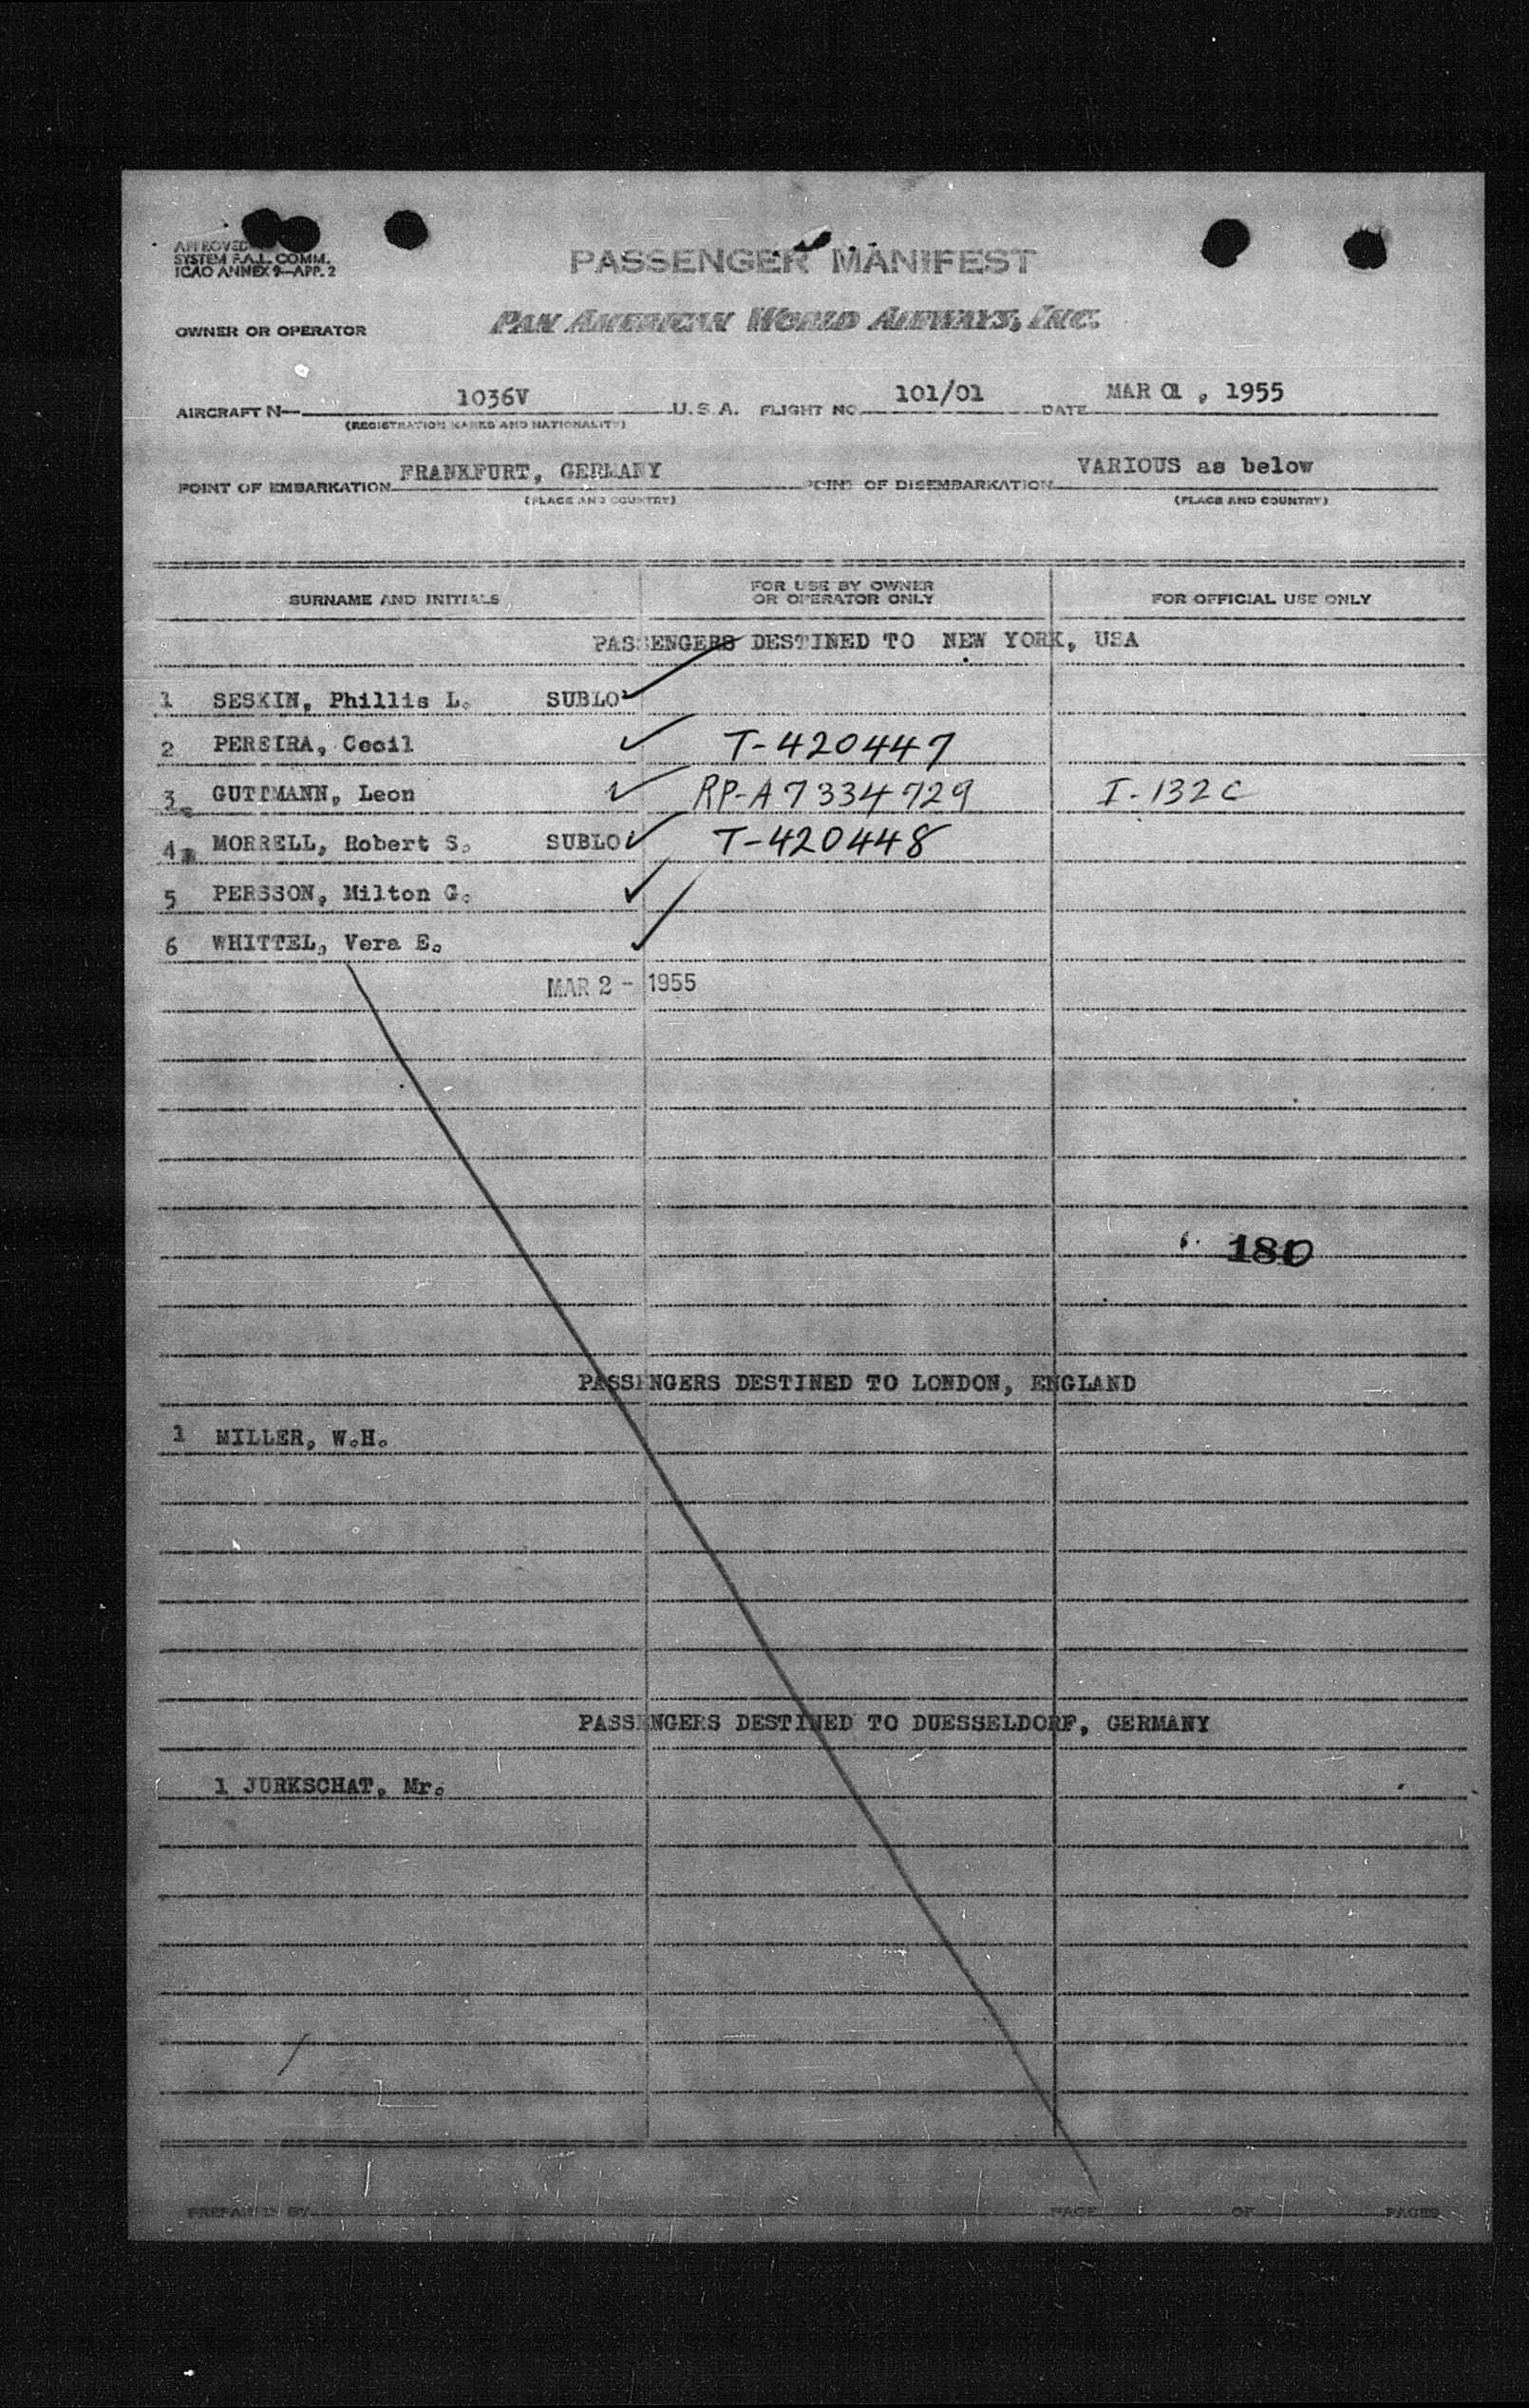 APPROVED
SYSTEM F.A.L. COMM.
ICAO ANNEX 9—APP. 2
PASSENGER MANIFEST
OWNER OR OPERATOR PAN AMERICAN WORLD AIRWAYS, INC.
AIRCRAFT N— 1036V U.S.A. FLIGHT NO. 101/01 DATE MAR 01, 1955
(REGISTRATION MARKS AND NATIONALITY)
POINT OF EMBARKATION FRANKFURT, GERMANY POINT OF DISEMBARKATION VARIOUS as below
(PLACE AND COUNTRY) (PLACE AND COUNTRY)
SURNAME AND INITIALS FOR USE BY OWNER OR OPERATOR ONLY FOR OFFICIAL USE ONLY
PASSENGERS DESTINED TO NEW YORK, USA
1 SESKIN, Phillis L. SUBLO
2 PEREIRA, Cecil T-420447
3 GUTTMANN, Leon RP-A7334729 I-132C
4 MORRELL, Robert S. SUBLO T-420448
5 PERSSON, Milton G.
6 WHITTEL, Vera E.
MAR 2 - 1955
180
PASSENGERS DESTINED TO LONDON, ENGLAND
1 MILLER, W.H.
PASSENGERS DESTINED TO DUESSELDORF, GERMANY
1 JURKSCHAT, Mr.
PREPARED BY PAGE OF PAGES